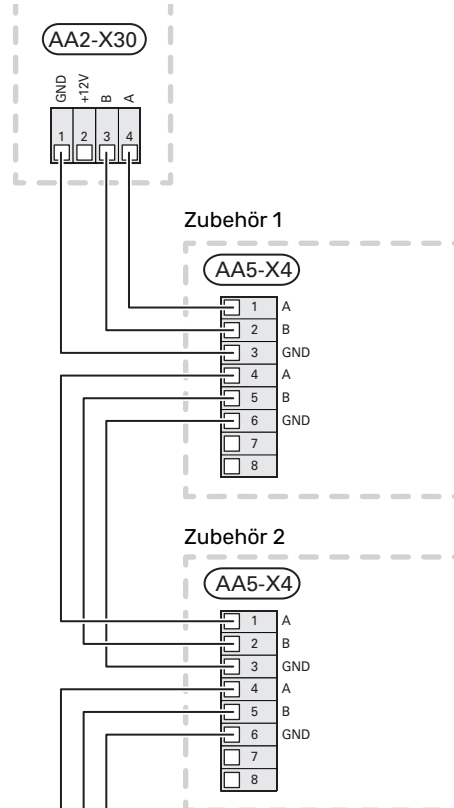 AA2-X30
GND +12V B A
1 2 3 4
Zubehör 1
AA5-X4
1 A
2 B
3 GND
4 A
5 B
6 GND
7
8
Zubehör 2
AA5-X4
1 A
2 B
3 GND
4 A
5 B
6 GND
7
8